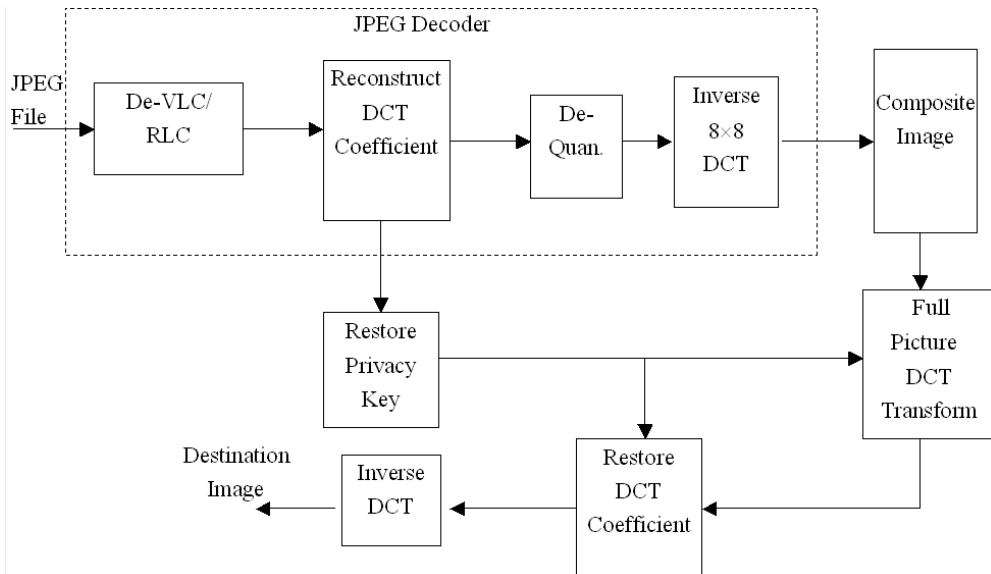 JPEG Decoder
JPEG
File
De-VLC/
RLC
Reconstruct
DCT
Coefficient
De-
Quan.
Inverse
8×8
DCT
Composite
Image
Restore
Privacy
Key
Full
Picture
DCT
Transform
Destination
Image
Inverse
DCT
Restore
DCT
Coefficient